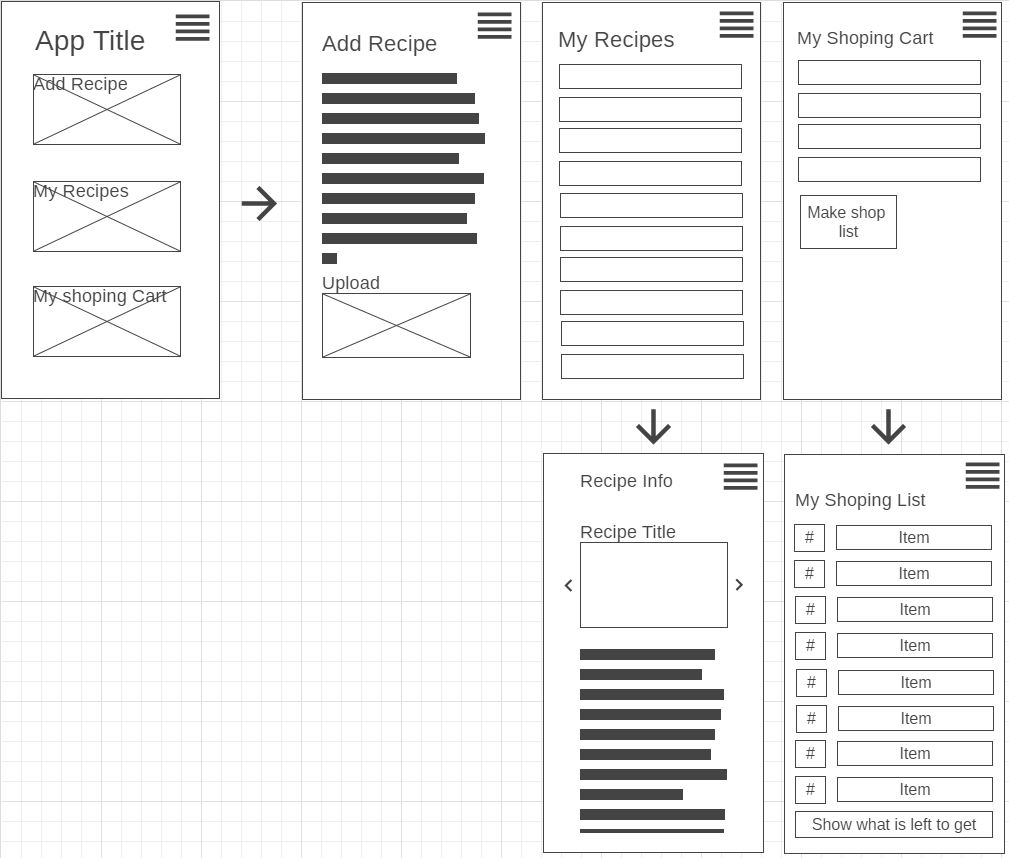 App Title
Add Recipe
My Recipes
My shoping Cart
Add Recipe
Upload
My Recipes
My Shoping Cart
Make shop
list
Recipe Info
Recipe Title
My Shoping List
# Item
# Item
# Item
# Item
# Item
# Item
# Item
# Item
Show what is left to get